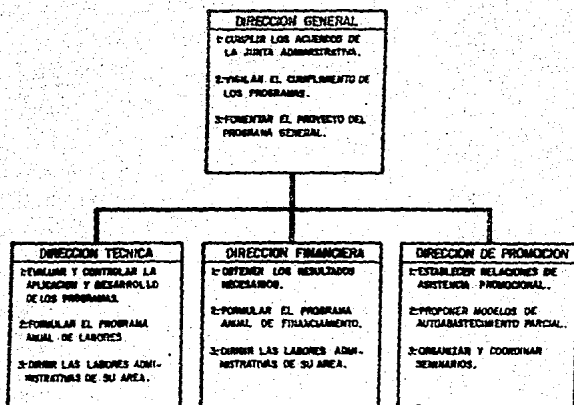 DIRECCION GENERAL
1-CUMPLIR LOS ACUERDOS DE
LA JUNTA ADMINISTRATIVA.
2-VIGILAR EL CUMPLIMIENTO DE
LOS PROGRAMAS.
3-FOMENTAR EL PROYECTO DEL
PROGRAMA GENERAL.
DIRECCION TECNICA
1-EVALUAR Y CONTROLAR LA
APLICACION Y DESARROLLO
DE LOS PROGRAMAS.
2-FORMULAR EL PROGRAMA
ANUAL DE LABORES
3-DIRIGIR LAS LABORES ADMI-
NISTRATIVAS DE SU AREA.
DIRECCION FINANCIERA
1-OBTENER LOS RESULTADOS
NECESARIOS.
2-FORMULAR EL PROGRAMA
ANUAL DE FINANCIAMIENTO.
3-DIRIGIR LAS LABORES ADMI-
NISTRATIVAS DE SU AREA.
DIRECCION DE PROMOCION
1-ESTABLECER RELACIONES DE
ASISTENCIA PROMOCIONAL.
2-PROPONER MODELOS DE
AUTOABASTECIMIENTO PARCIAL.
3-ORGANIZAR Y COORDINAR
SEMINARIOS.